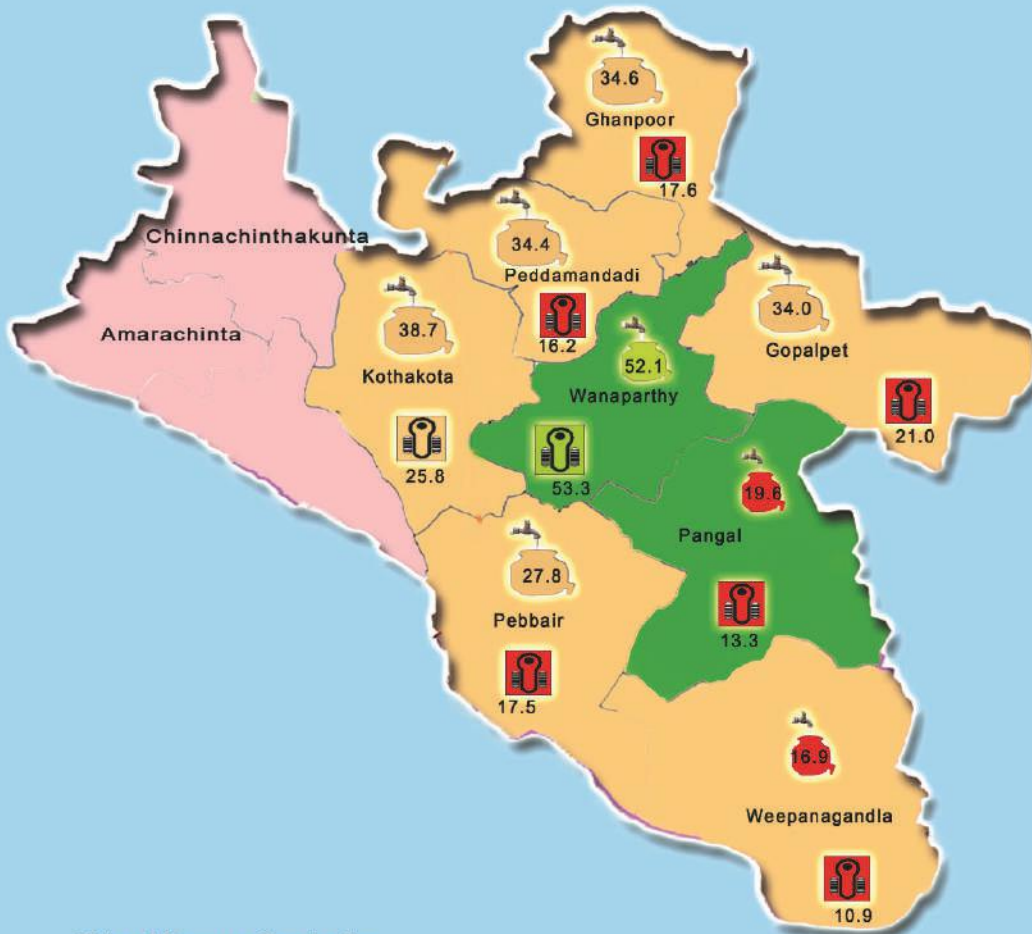 34.6
Ghanpoor
17.6
Chinnachinthakunta
34.4
Peddamandadi
16.2
Amarachinta
38.7
Kothakota
25.8
34.0
Gopalpet
21.0
52.1
Wanaparthy
53.3
19.6
Pangal
13.3
27.8
Pebbair
17.5
16.9
Weepanagandla
10.9